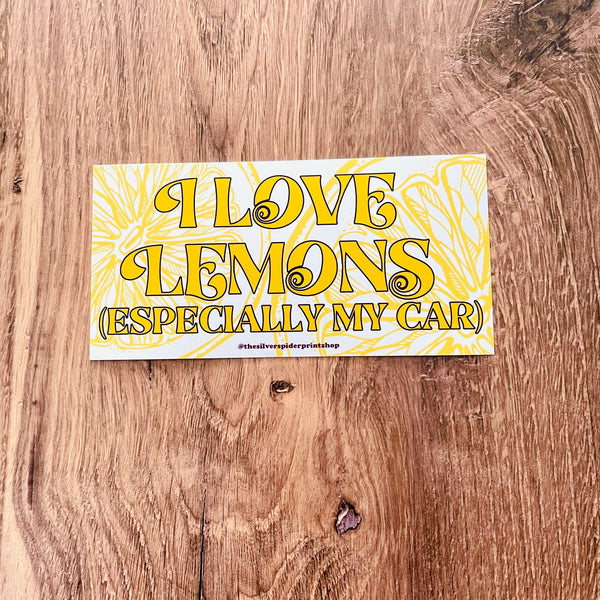 I LOVE
LEMONS
(ESPECIALLY MY CAR)
@thesilverspiderprintshop